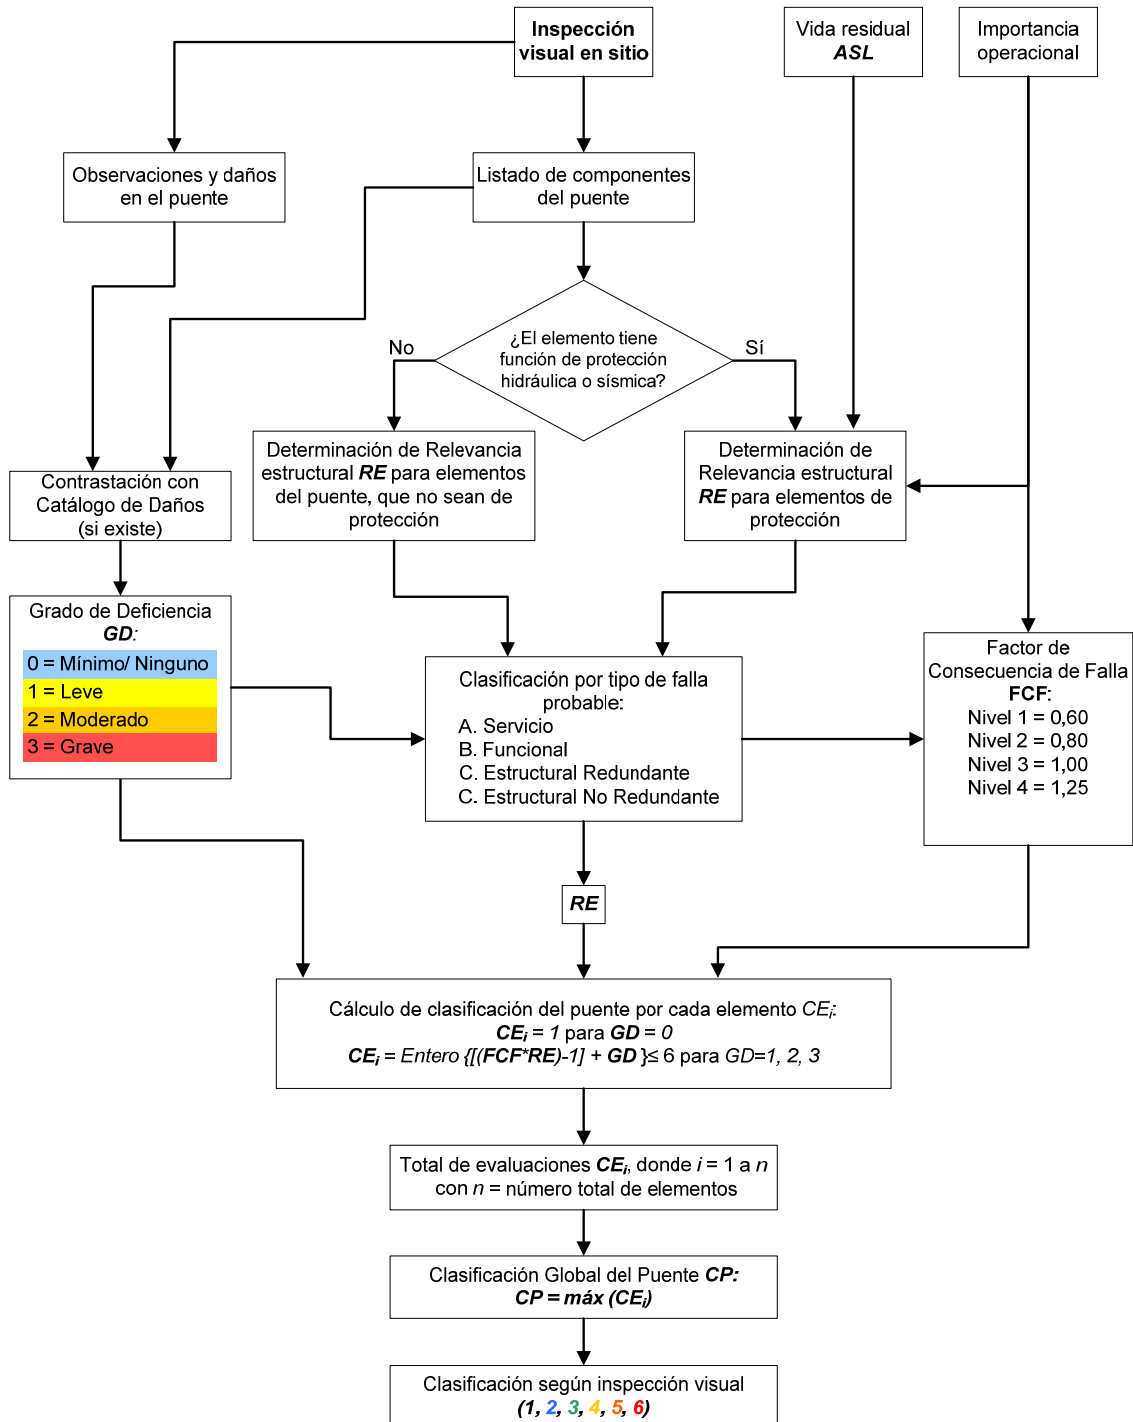 Inspección
visual en sitio
Vida residual
ASL
Importancia
operacional
Observaciones y daños
en el puente
Listado de componentes
del puente
¿El elemento tiene
función de protección
hidráulica o sísmica?
No
Sí
Determinación de Relevancia
estructural RE para elementos
del puente, que no sean de
protección
Determinación de
Relevancia estructural
RE para elementos de
protección
Contrastación con
Catálogo de Daños
(si existe)
Grado de Deficiencia
GD:
0 = Mínimo/ Ninguno
1 = Leve
2 = Moderado
3 = Grave
Clasificación por tipo de falla
probable:
A. Servicio
B. Funcional
C. Estructural Redundante
C. Estructural No Redundante
Factor de
Consecuencia de Falla
FCF:
Nivel 1 = 0,60
Nivel 2 = 0,80
Nivel 3 = 1,00
Nivel 4 = 1,25
RE
Cálculo de clasificación del puente por cada elemento CEi:
CEi = 1 para GD = 0
CEi = Entero {[(FCF*RE)-1] + GD }≤ 6 para GD=1, 2, 3
Total de evaluaciones CEi, donde i = 1 a n
con n = número total de elementos
Clasificación Global del Puente CP:
CP = máx (CEi)
Clasificación según inspección visual
(1, 2, 3, 4, 5, 6)